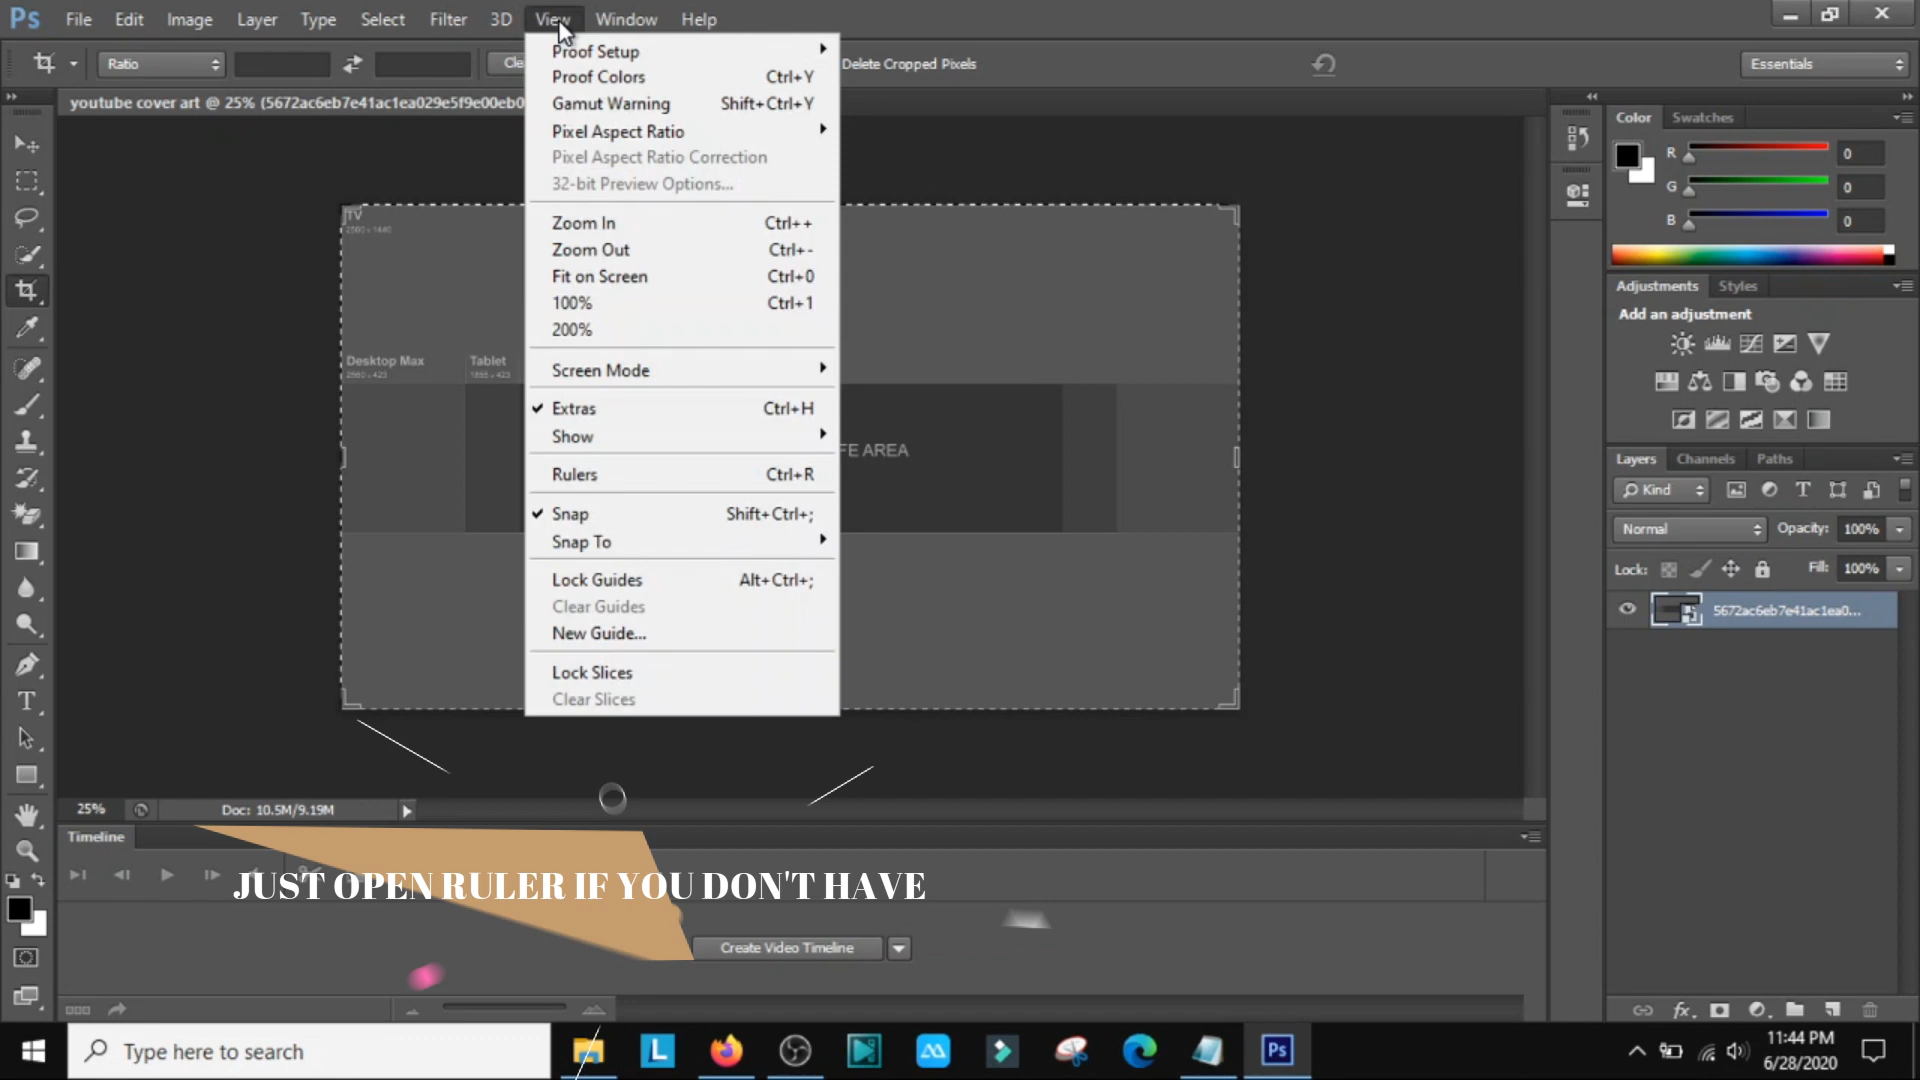 Ps File Edit Image Layer Type Select Filter 3D View Window Help
Ratio
Delete Cropped Pixels
Essentials
youtube cover art @ 25% (5672ac6eb7e41ac1ea029e5f9e00eb0
Proof Setup
Proof Colors Ctrl+Y
Gamut Warning Shift+Ctrl+Y
Pixel Aspect Ratio
Pixel Aspect Ratio Correction
32-bit Preview Options...
Zoom In Ctrl++
Zoom Out Ctrl+-
Fit on Screen Ctrl+0
100% Ctrl+1
200%
Screen Mode
Extras Ctrl+H
Show
Rulers Ctrl+R
Snap Shift+Ctrl+;
Snap To
Lock Guides Alt+Ctrl+;
Clear Guides
New Guide...
Lock Slices
Clear Slices
TV
Desktop Max Tablet
FE AREA
Color Swatches
R 0
G 0
B 0
Adjustments Styles
Add an adjustment
Layers Channels Paths
Kind
Normal Opacity: 100%
Lock: Fill: 100%
5672ac6eb7e41ac1ea0...
25% Doc: 10.5M/9.19M
Timeline
JUST OPEN RULER IF YOU DON'T HAVE
Create Video Timeline
Type here to search
L
Ps
11:44 PM
6/28/2020